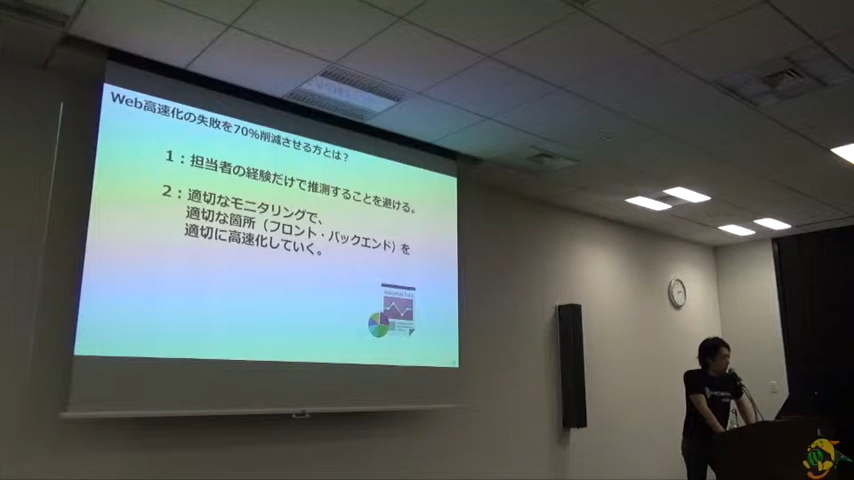 Web高速化の失敗を70%削減させる方とは?
1：担当者の経験だけで推測することを避ける。
2：適切なモニタリングで、
適切な箇所（フロント・バックエンド）を
適切に高速化していく。